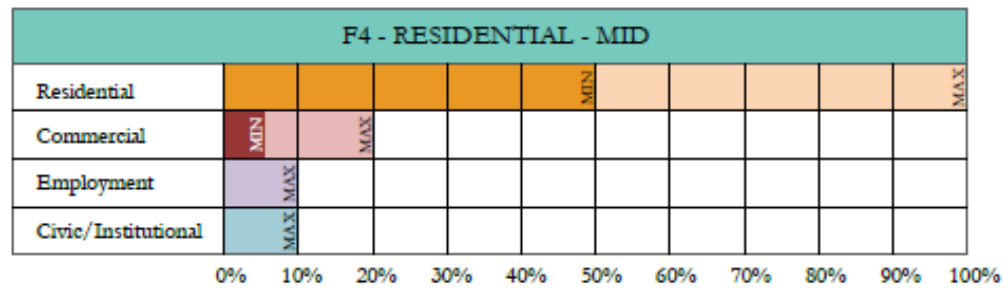 F4 - RESIDENTIAL - MID
Residential MIN MAX
Commercial MIN MAX
Employment MAX
Civic/Institutional MAX
0% 10% 20% 30% 40% 50% 60% 70% 80% 90% 100%